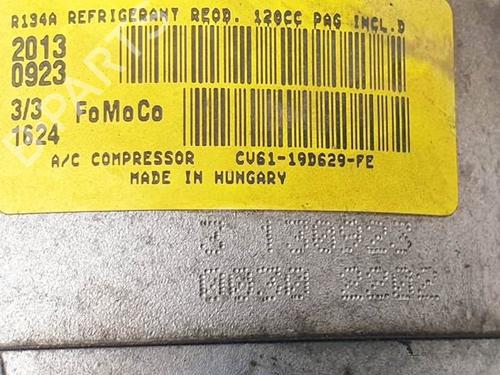 R134A REFRIGERANT REQD. 120CC PAG INCL.D
2013
0923
3/3 FoMoCo
1624
A/C COMPRESSOR CV61-19D629-FE
MADE IN HUNGARY
3 130923
0030 2202